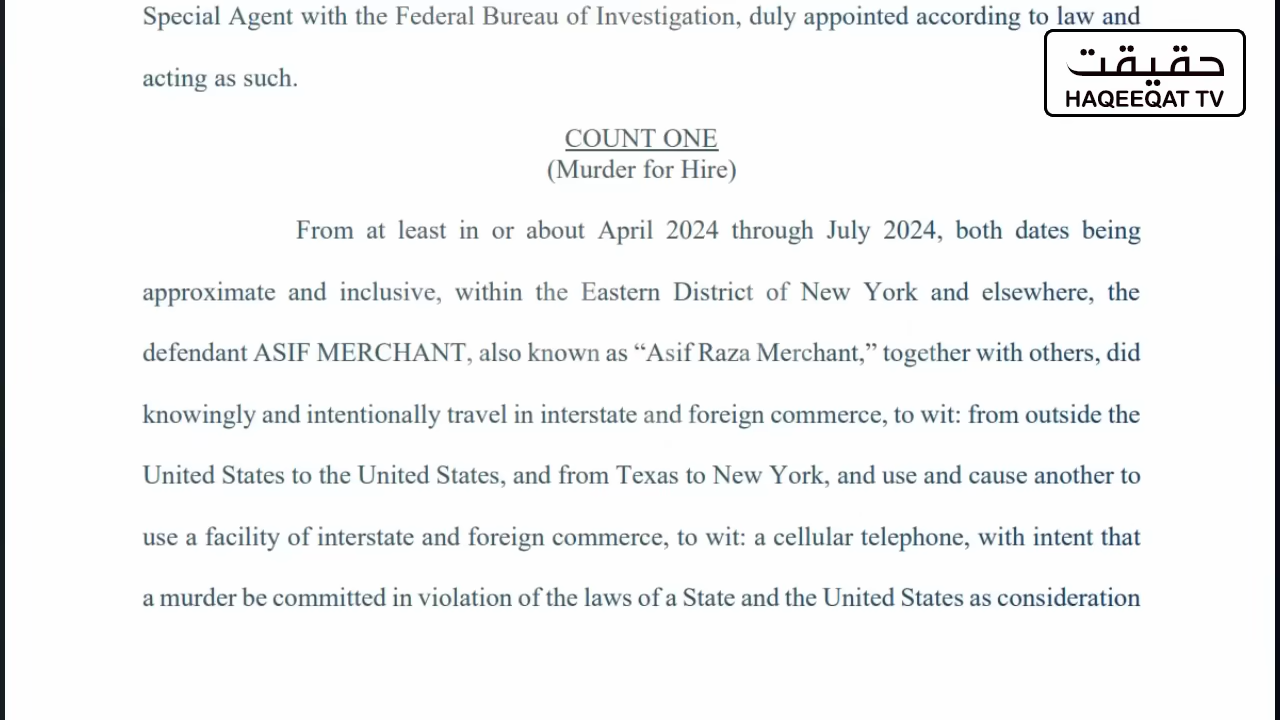 Special Agent with the Federal Bureau of Investigation, duly appointed according to law and
حقیقت
HAQEEQAT TV
acting as such.
COUNT ONE
(Murder for Hire)
From at least in or about April 2024 through July 2024, both dates being
approximate and inclusive, within the Eastern District of New York and elsewhere, the
defendant ASIF MERCHANT, also known as “Asif Raza Merchant,” together with others, did
knowingly and intentionally travel in interstate and foreign commerce, to wit: from outside the
United States to the United States, and from Texas to New York, and use and cause another to
use a facility of interstate and foreign commerce, to wit: a cellular telephone, with intent that
a murder be committed in violation of the laws of a State and the United States as consideration